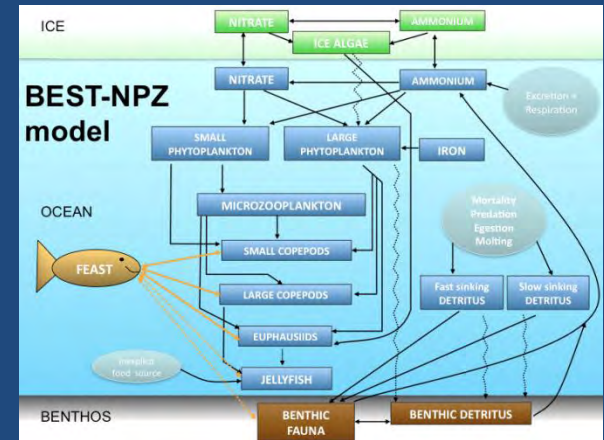 ICE
NITRATE
AMMONIUM
ICE ALGAE
NITRATE
AMMONIUM
BEST-NPZ
model
Excretion +
Respiration
SMALL
PHYTOPLANKTON
LARGE
PHYTOPLANKTON
IRON
MICROZOOPLANKTON
OCEAN
Mortality
Predation
Egestion
Molting
SMALL COPEPODS
FEAST
LARGE COPEPODS
Fast sinking
DETRITUS
Slow sinking
DETRITUS
EUPHAUSIIDS
Inexplicit
food source
JELLYFISH
BENTHOS
BENTHIC
FAUNA
BENTHIC DETRITUS